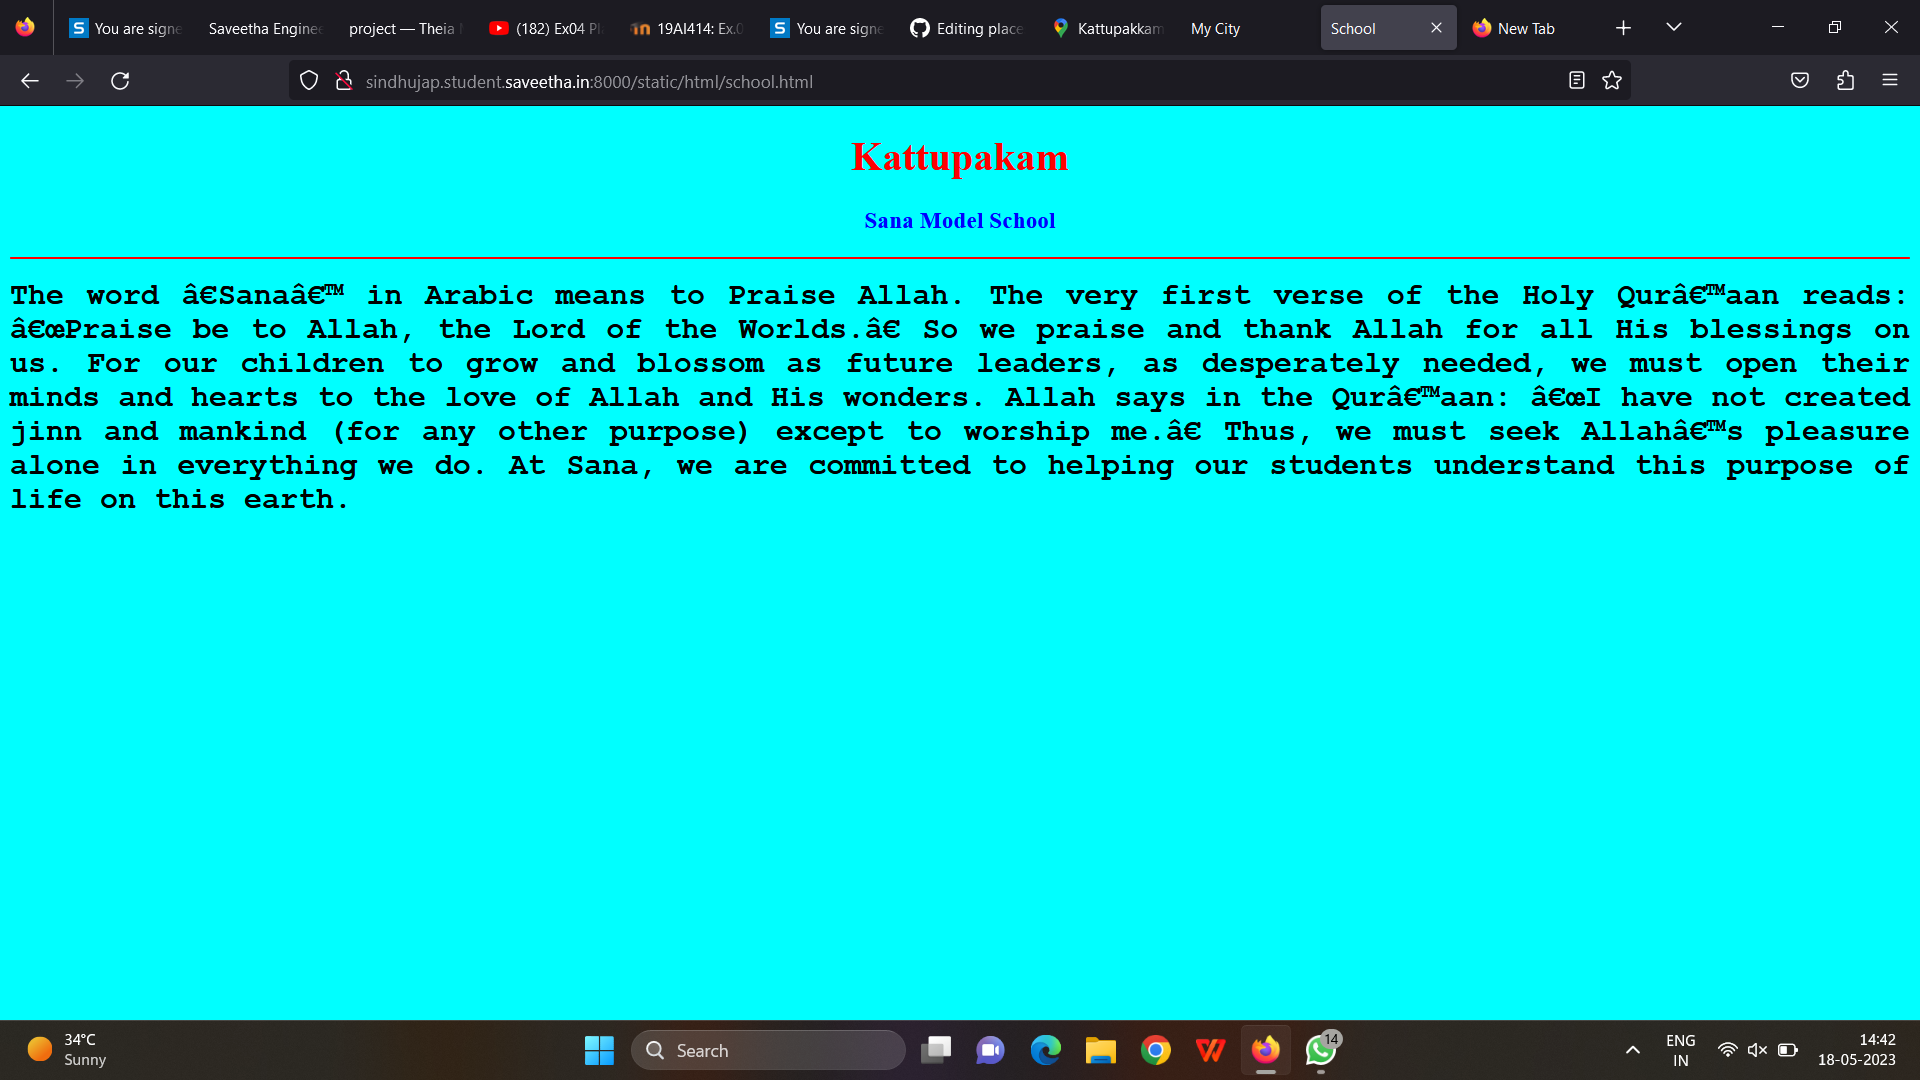 You are signe
Saveetha Enginee
project — Theia
(182) Ex04 Pl
19AI414: Ex.0
You are signe
Editing place
Kattupakkam
My City
School
New Tab
sindhujap.student.saveetha.in:8000/static/html/school.html
Kattupakam
Sana Model School
The word â€Sanaâ€™ in Arabic means to Praise Allah. The very first verse of the Holy Qurâ€™aan reads:
â€œPraise be to Allah, the Lord of the Worlds.â€ So we praise and thank Allah for all His blessings on
us. For our children to grow and blossom as future leaders, as desperately needed, we must open their
minds and hearts to the love of Allah and His wonders. Allah says in the Qurâ€™aan: â€œI have not created
jinn and mankind (for any other purpose) except to worship me.â€ Thus, we must seek Allahâ€™s pleasure
alone in everything we do. At Sana, we are committed to helping our students understand this purpose of
life on this earth.
34°C
Sunny
Search
14
ENG
IN
14:42
18-05-2023